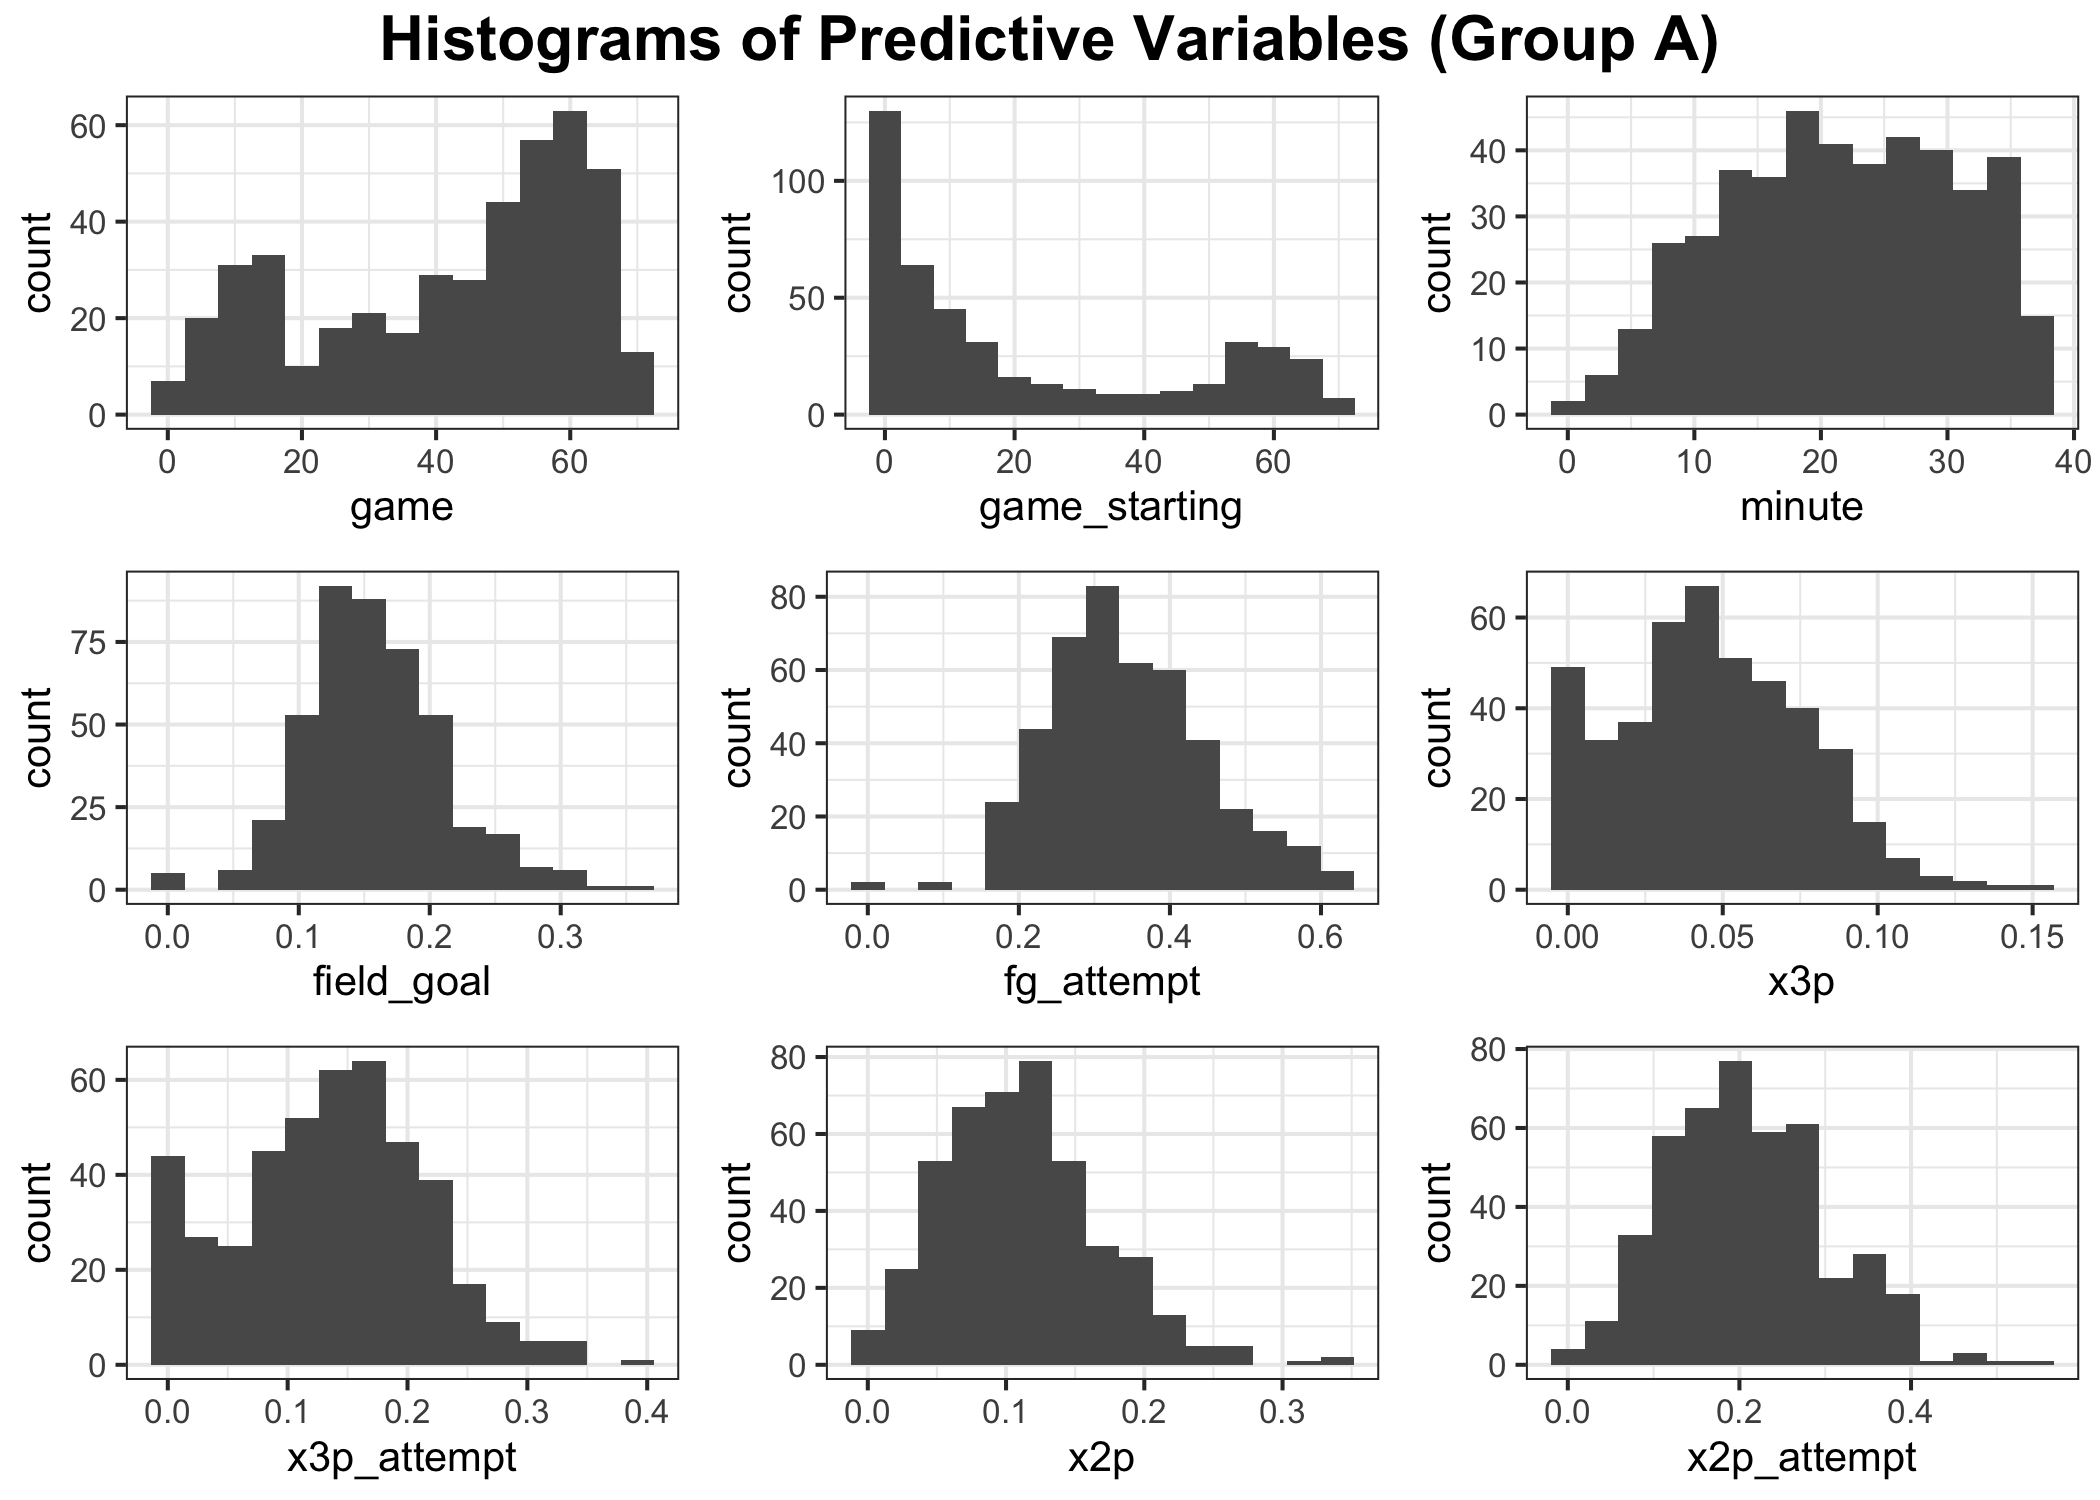 Histograms of Predictive Variables (Group A)
count
60
40
20
0
0 20 40 60
game
count
100
50
0
0 20 40 60
game_starting
count
40
30
20
10
0
0 10 20 30 40
minute
count
75
50
25
0
0.0 0.1 0.2 0.3
field_goal
count
80
60
40
20
0
0.0 0.2 0.4 0.6
fg_attempt
count
60
40
20
0
0.00 0.05 0.10 0.15
x3p
count
60
40
20
0
0.0 0.1 0.2 0.3 0.4
x3p_attempt
count
80
60
40
20
0
0.0 0.1 0.2 0.3
x2p
count
80
60
40
20
0
0.0 0.2 0.4
x2p_attempt